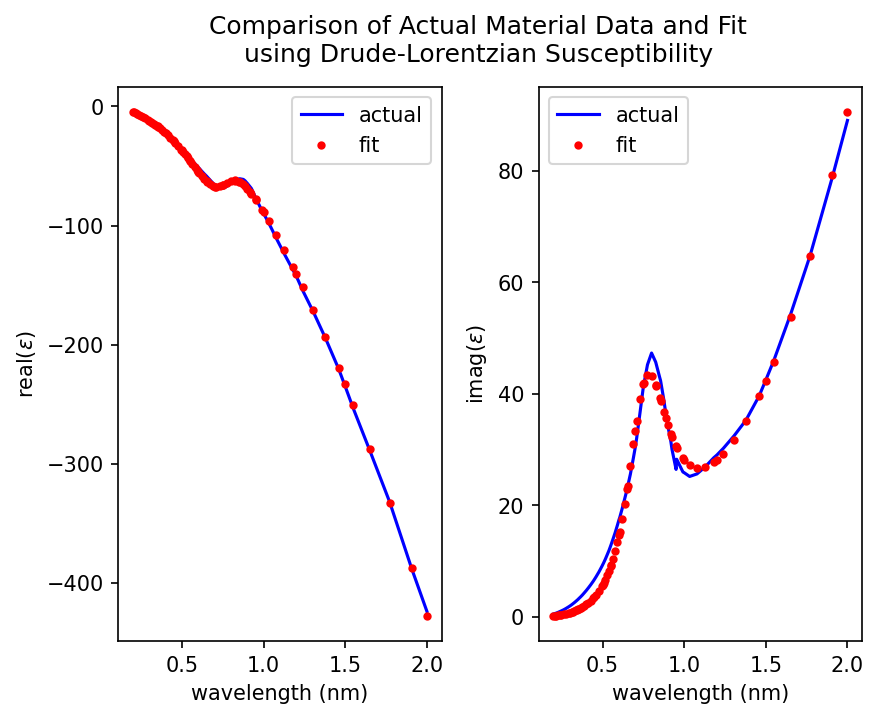 Comparison of Actual Material Data and Fit
using Drude-Lorentzian Susceptibility
real(ε)
0
−100
−200
−300
−400
actual
fit
0.5
1.0
1.5
2.0
wavelength (nm)
imag(ε)
80
60
40
20
0
actual
fit
0.5
1.0
1.5
2.0
wavelength (nm)